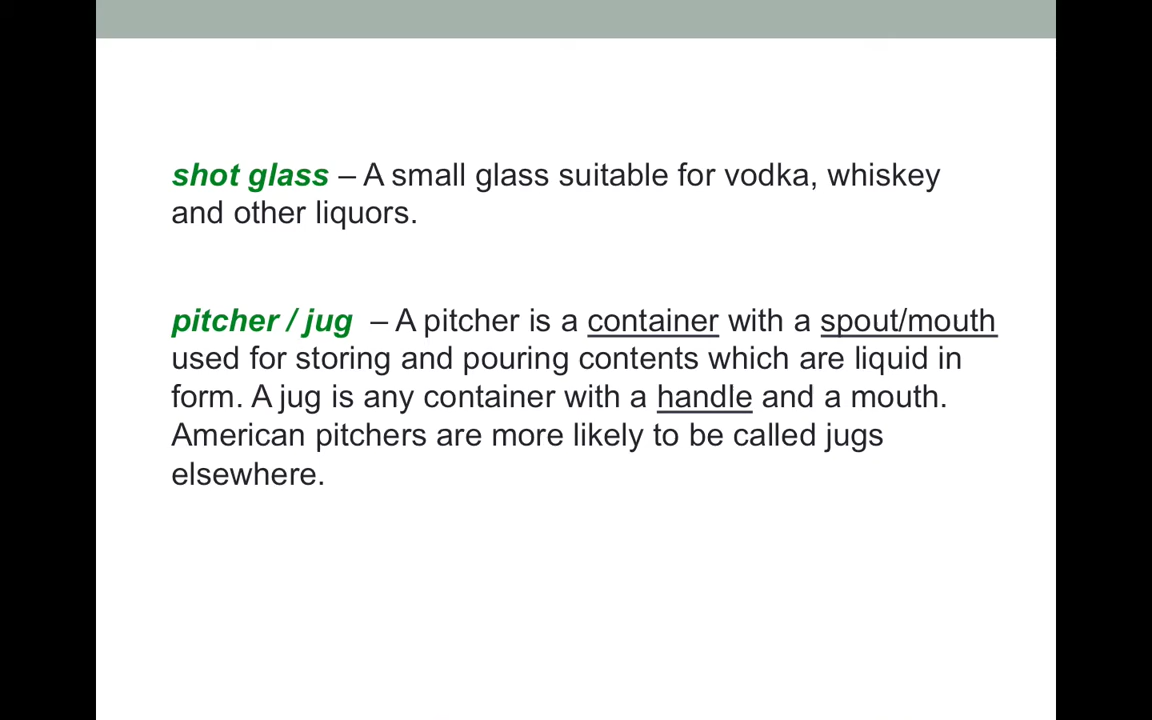 shot glass – A small glass suitable for vodka, whiskey
and other liquors.
pitcher / jug – A pitcher is a container with a spout/mouth
used for storing and pouring contents which are liquid in
form. A jug is any container with a handle and a mouth.
American pitchers are more likely to be called jugs
elsewhere.